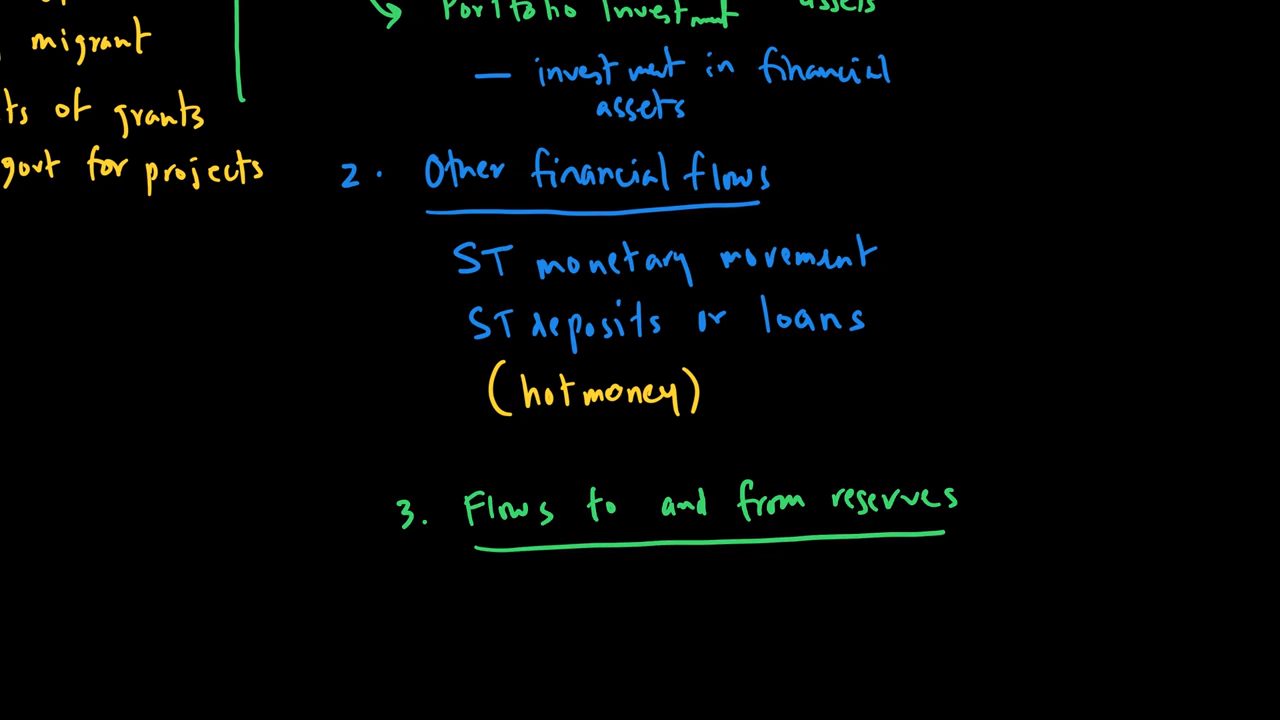 migrant
ts of grants
govt for projects
Portfolio Investment assets
— investment in financial
assets
2. Other financial flows
ST monetary movement
ST deposits or loans
(hot money)
3. Flows to and from reserves